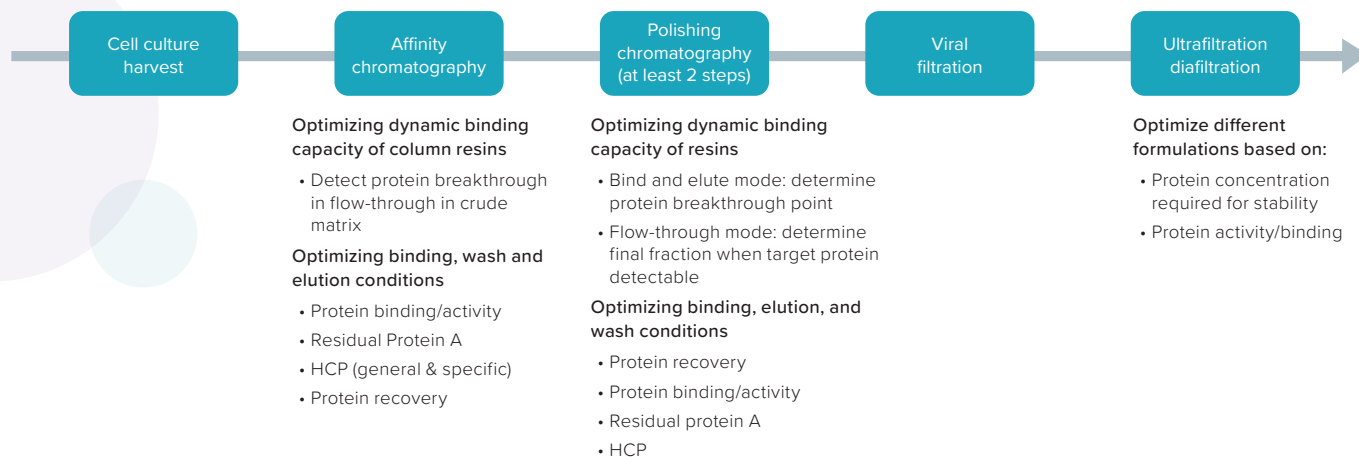 Cell culture
harvest
Affinity
chromatography
Polishing
chromatography
(at least 2 steps)
Viral
filtration
Ultrafiltration
diafiltration
Optimizing dynamic binding
capacity of column resins
• Detect protein breakthrough
in flow-through in crude
matrix
Optimizing binding, wash and
elution conditions
• Protein binding/activity
• Residual Protein A
• HCP (general & specific)
• Protein recovery
Optimizing dynamic binding
capacity of resins
• Bind and elute mode: determine
protein breakthrough point
• Flow-through mode: determine
final fraction when target protein
detectable
Optimizing binding, elution, and
wash conditions
• Protein recovery
• Protein binding/activity
• Residual protein A
• HCP
Optimize different
formulations based on:
• Protein concentration
required for stability
• Protein activity/binding